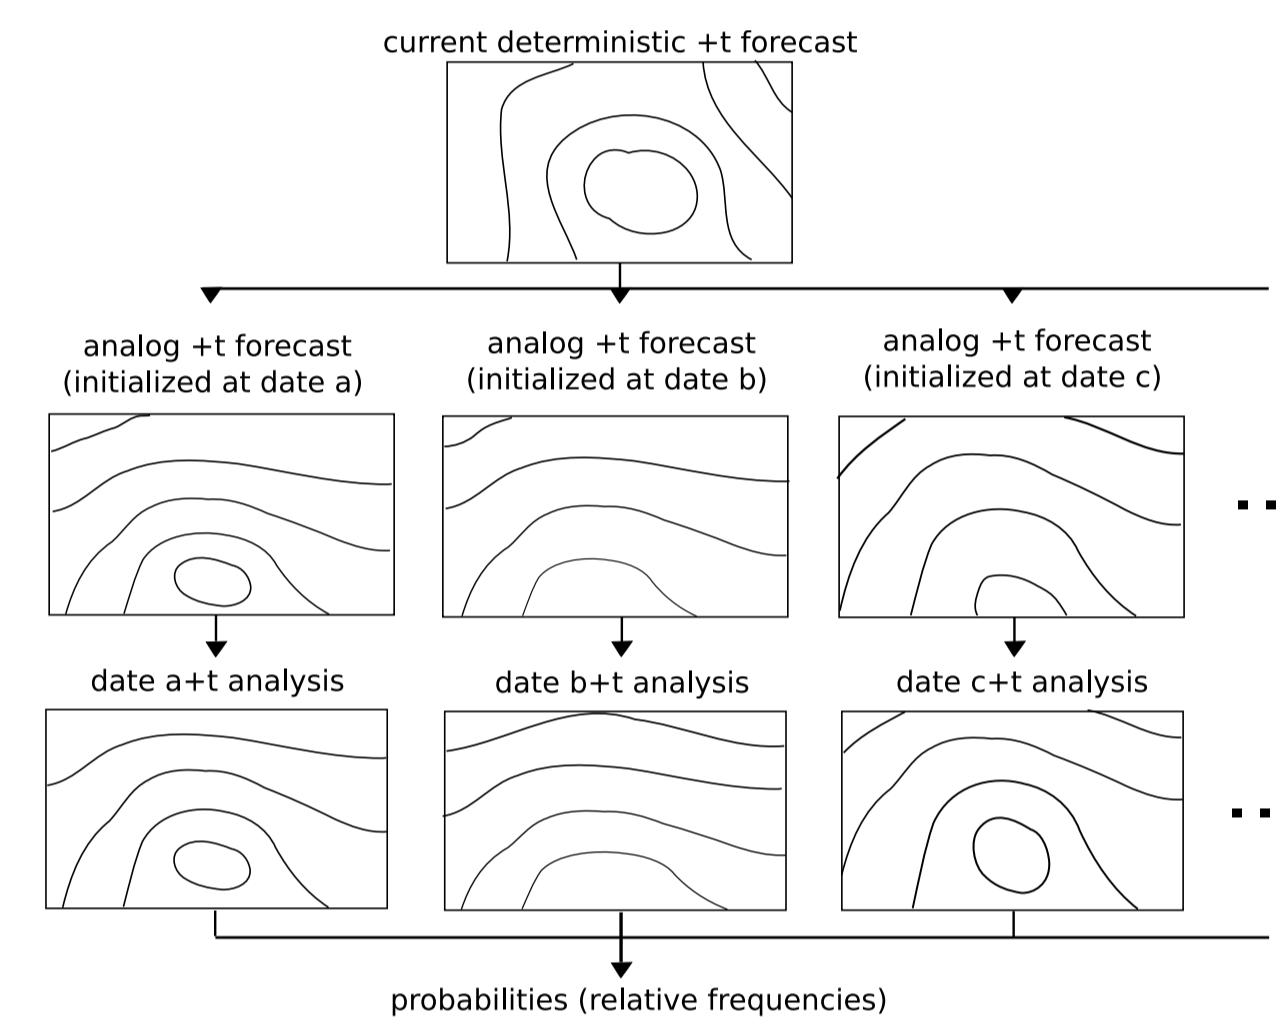 current deterministic +t forecast
analog +t forecast
(initialized at date a)
analog +t forecast
(initialized at date b)
analog +t forecast
(initialized at date c)
date a+t analysis
date b+t analysis
date c+t analysis
probabilities (relative frequencies)